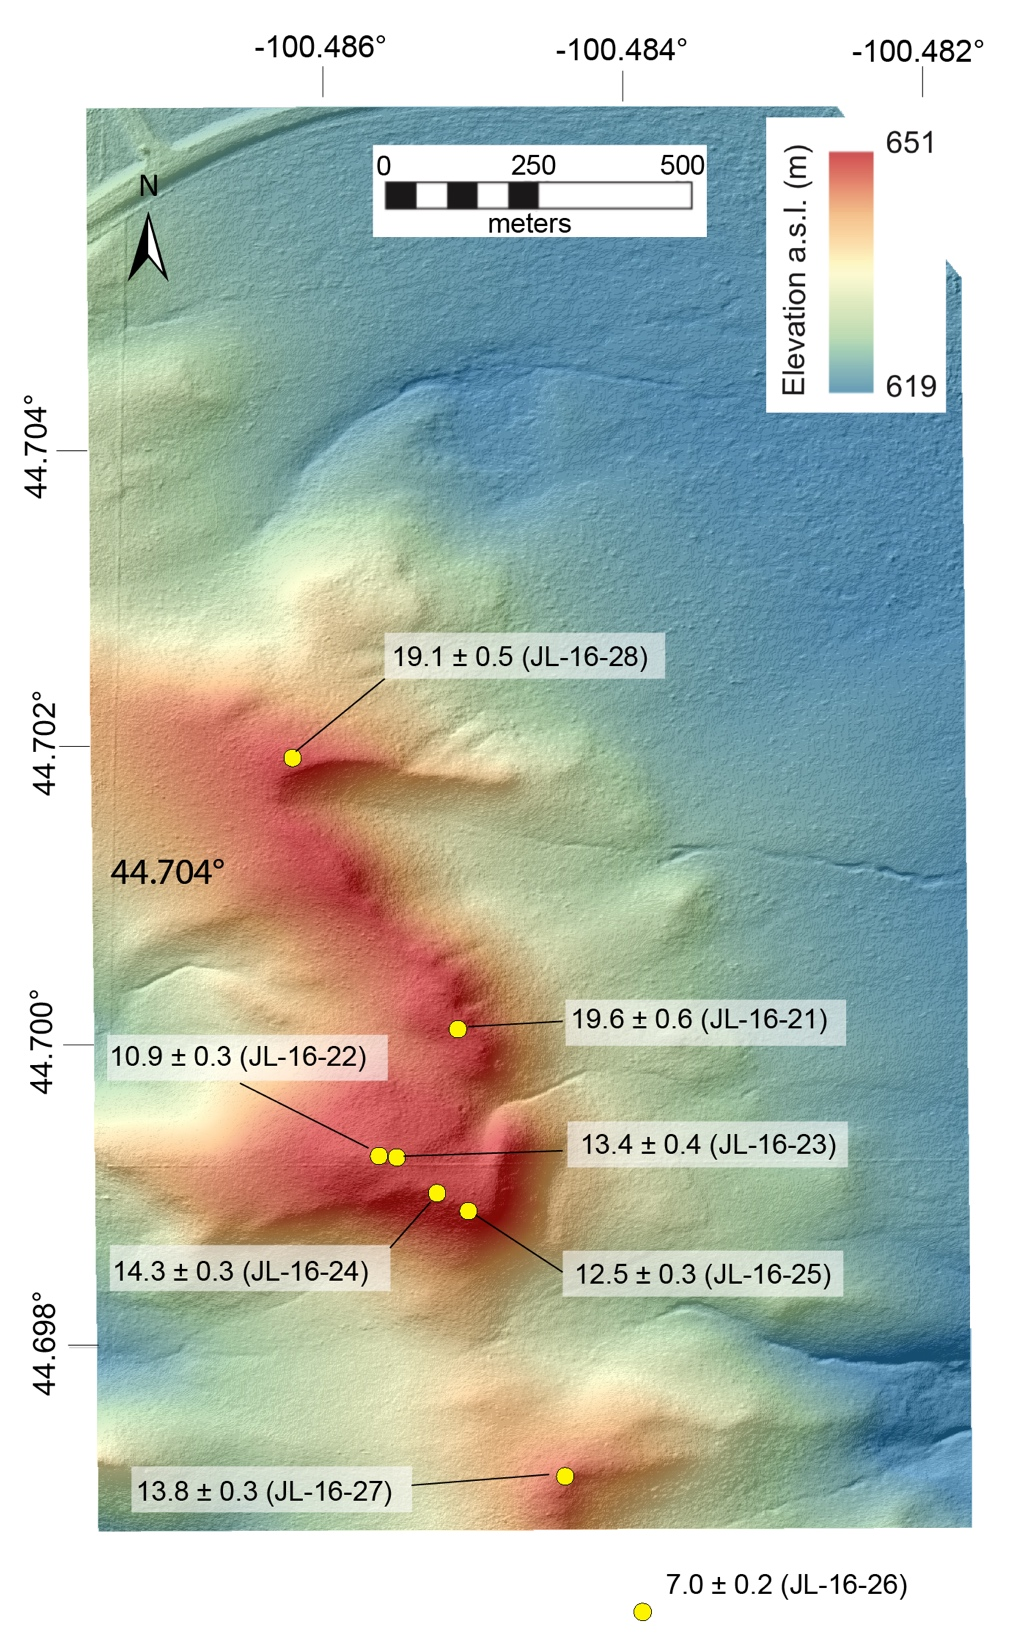 -100.486° -100.484° -100.482°
0 250 500
meters
N
Elevation a.s.l. (m)
651
619
44.704°
19.1 ± 0.5 (JL-16-28)
44.702°
44.704°
19.6 ± 0.6 (JL-16-21)
44.700°
10.9 ± 0.3 (JL-16-22)
13.4 ± 0.4 (JL-16-23)
14.3 ± 0.3 (JL-16-24)
12.5 ± 0.3 (JL-16-25)
44.698°
13.8 ± 0.3 (JL-16-27)
7.0 ± 0.2 (JL-16-26)